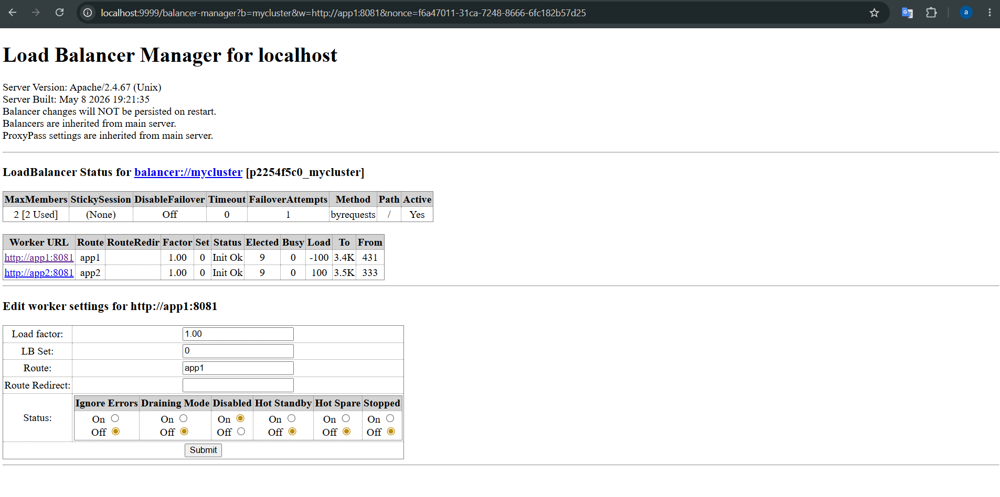 localhost:9999/balancer-manager?b=mycluster&w=http://app1:8081&nonce=f6a47011-31ca-7248-8666-6fc182b57d25
a
Load Balancer Manager for localhost
Server Version: Apache/2.4.67 (Unix)
Server Built: May 8 2026 19:21:35
Balancer changes will NOT be persisted on restart.
Balancers are inherited from main server.
ProxyPass settings are inherited from main server.
LoadBalancer Status for balancer://mycluster [p2254f5c0_mycluster]
MaxMembers StickySession DisableFailover Timeout FailoverAttempts Method Path Active
2 [2 Used] (None) Off 0 1 byrequests / Yes
Worker URL Route RouteRedir Factor Set Status Elected Busy Load To From
http://app1:8081 app1 1.00 0 Init Ok 9 0 -100 3.4K 431
http://app2:8081 app2 1.00 0 Init Ok 9 0 100 3.5K 333
Edit worker settings for http://app1:8081
Load factor: 1.00
LB Set: 0
Route: app1
Route Redirect:
Status:
Ignore Errors Draining Mode Disabled Hot Standby Hot Spare Stopped
On On On On On On
Off Off Off Off Off Off
Submit